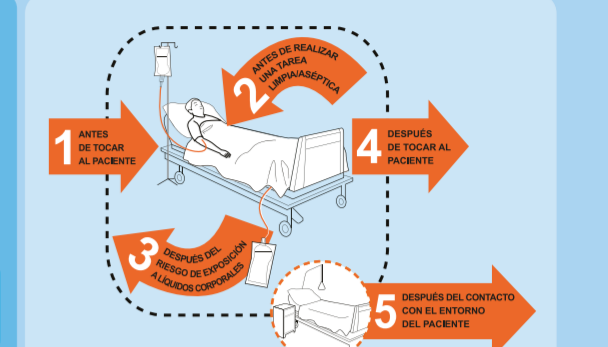 1 ANTES
DE TOCAR
AL PACIENTE
2 ANTES DE REALIZAR
UNA TAREA
LIMPIA/ASÉPTICA
3 DESPUÉS DEL
RIESGO DE EXPOSICIÓN
A LÍQUIDOS CORPORALES
4 DESPUÉS
DE TOCAR AL
PACIENTE
5 DESPUÉS DEL CONTACTO
CON EL ENTORNO
DEL PACIENTE